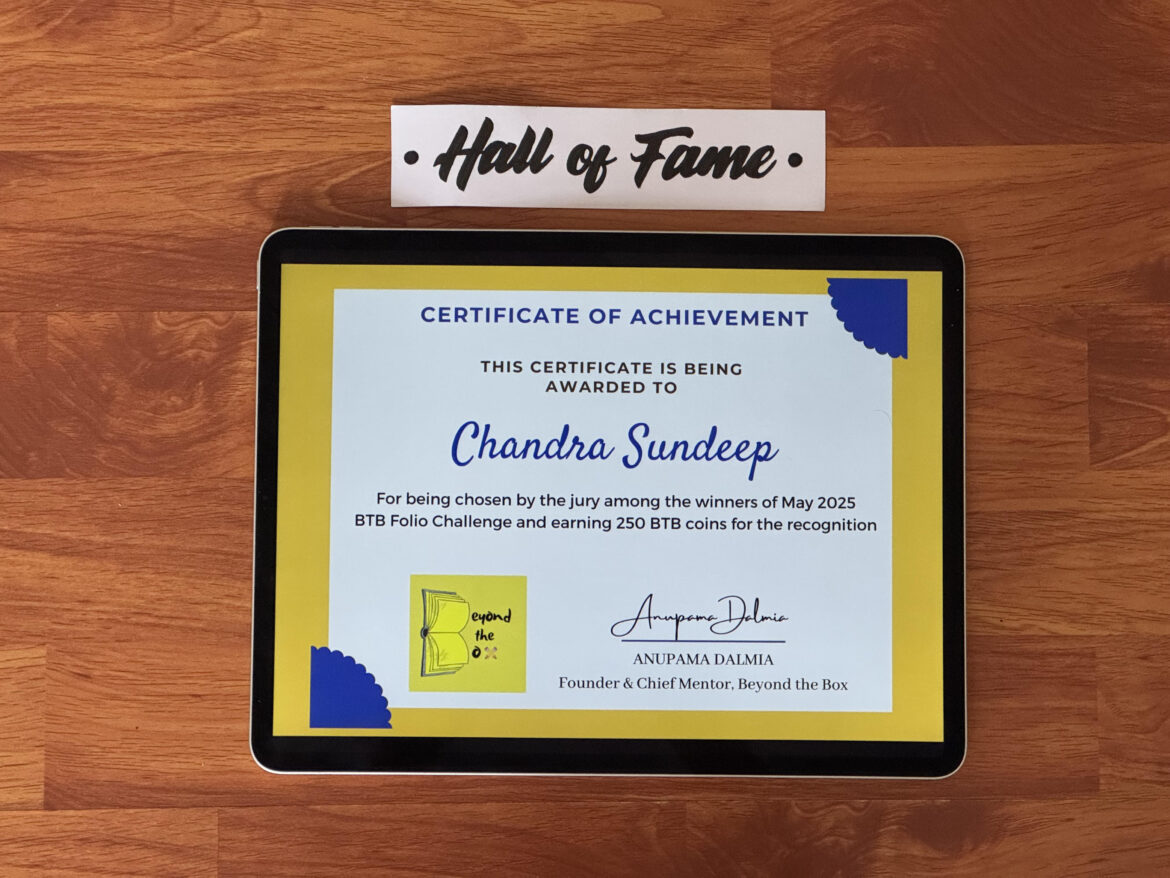 • Hall of Fame •
CERTIFICATE OF ACHIEVEMENT
THIS CERTIFICATE IS BEING
AWARDED TO
Chandra Sundeep
For being chosen by the jury among the winners of May 2025
BTB Folio Challenge and earning 250 BTB coins for the recognition
eyond
the
OX
Anupama Dalmia
ANUPAMA DALMIA
Founder & Chief Mentor, Beyond the Box